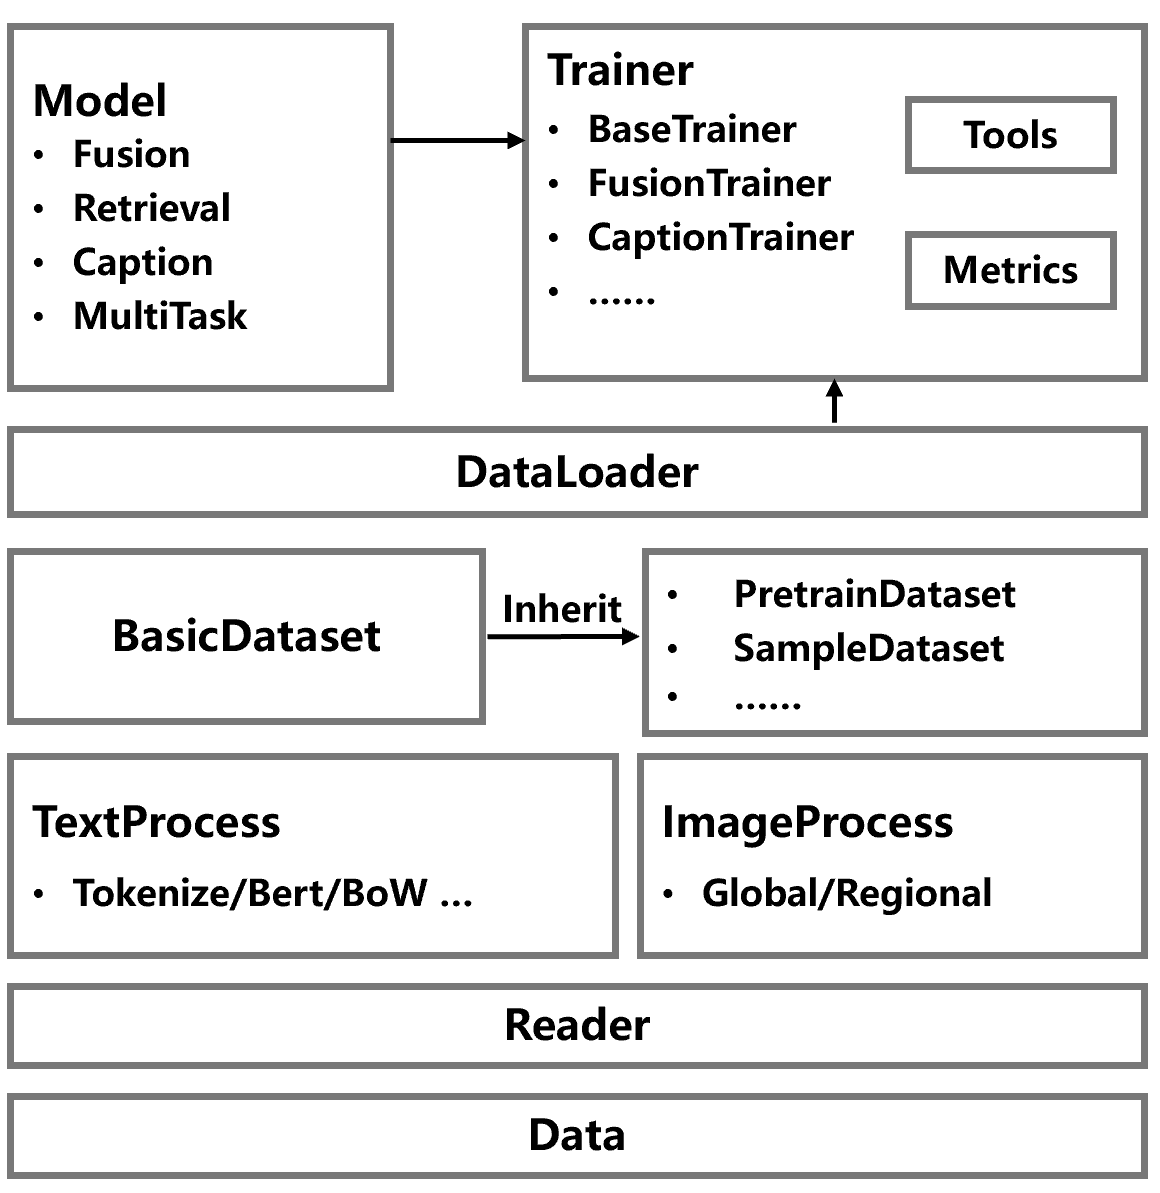 Model
• Fusion
• Retrieval
• Caption
• MultiTask
Trainer
• BaseTrainer
• FusionTrainer
• CaptionTrainer
• ......
Tools
Metrics
DataLoader
BasicDataset
Inherit
• PretrainDataset
• SampleDataset
• ......
TextProcess
• Tokenize/Bert/BoW ...
ImageProcess
• Global/Regional
Reader
Data